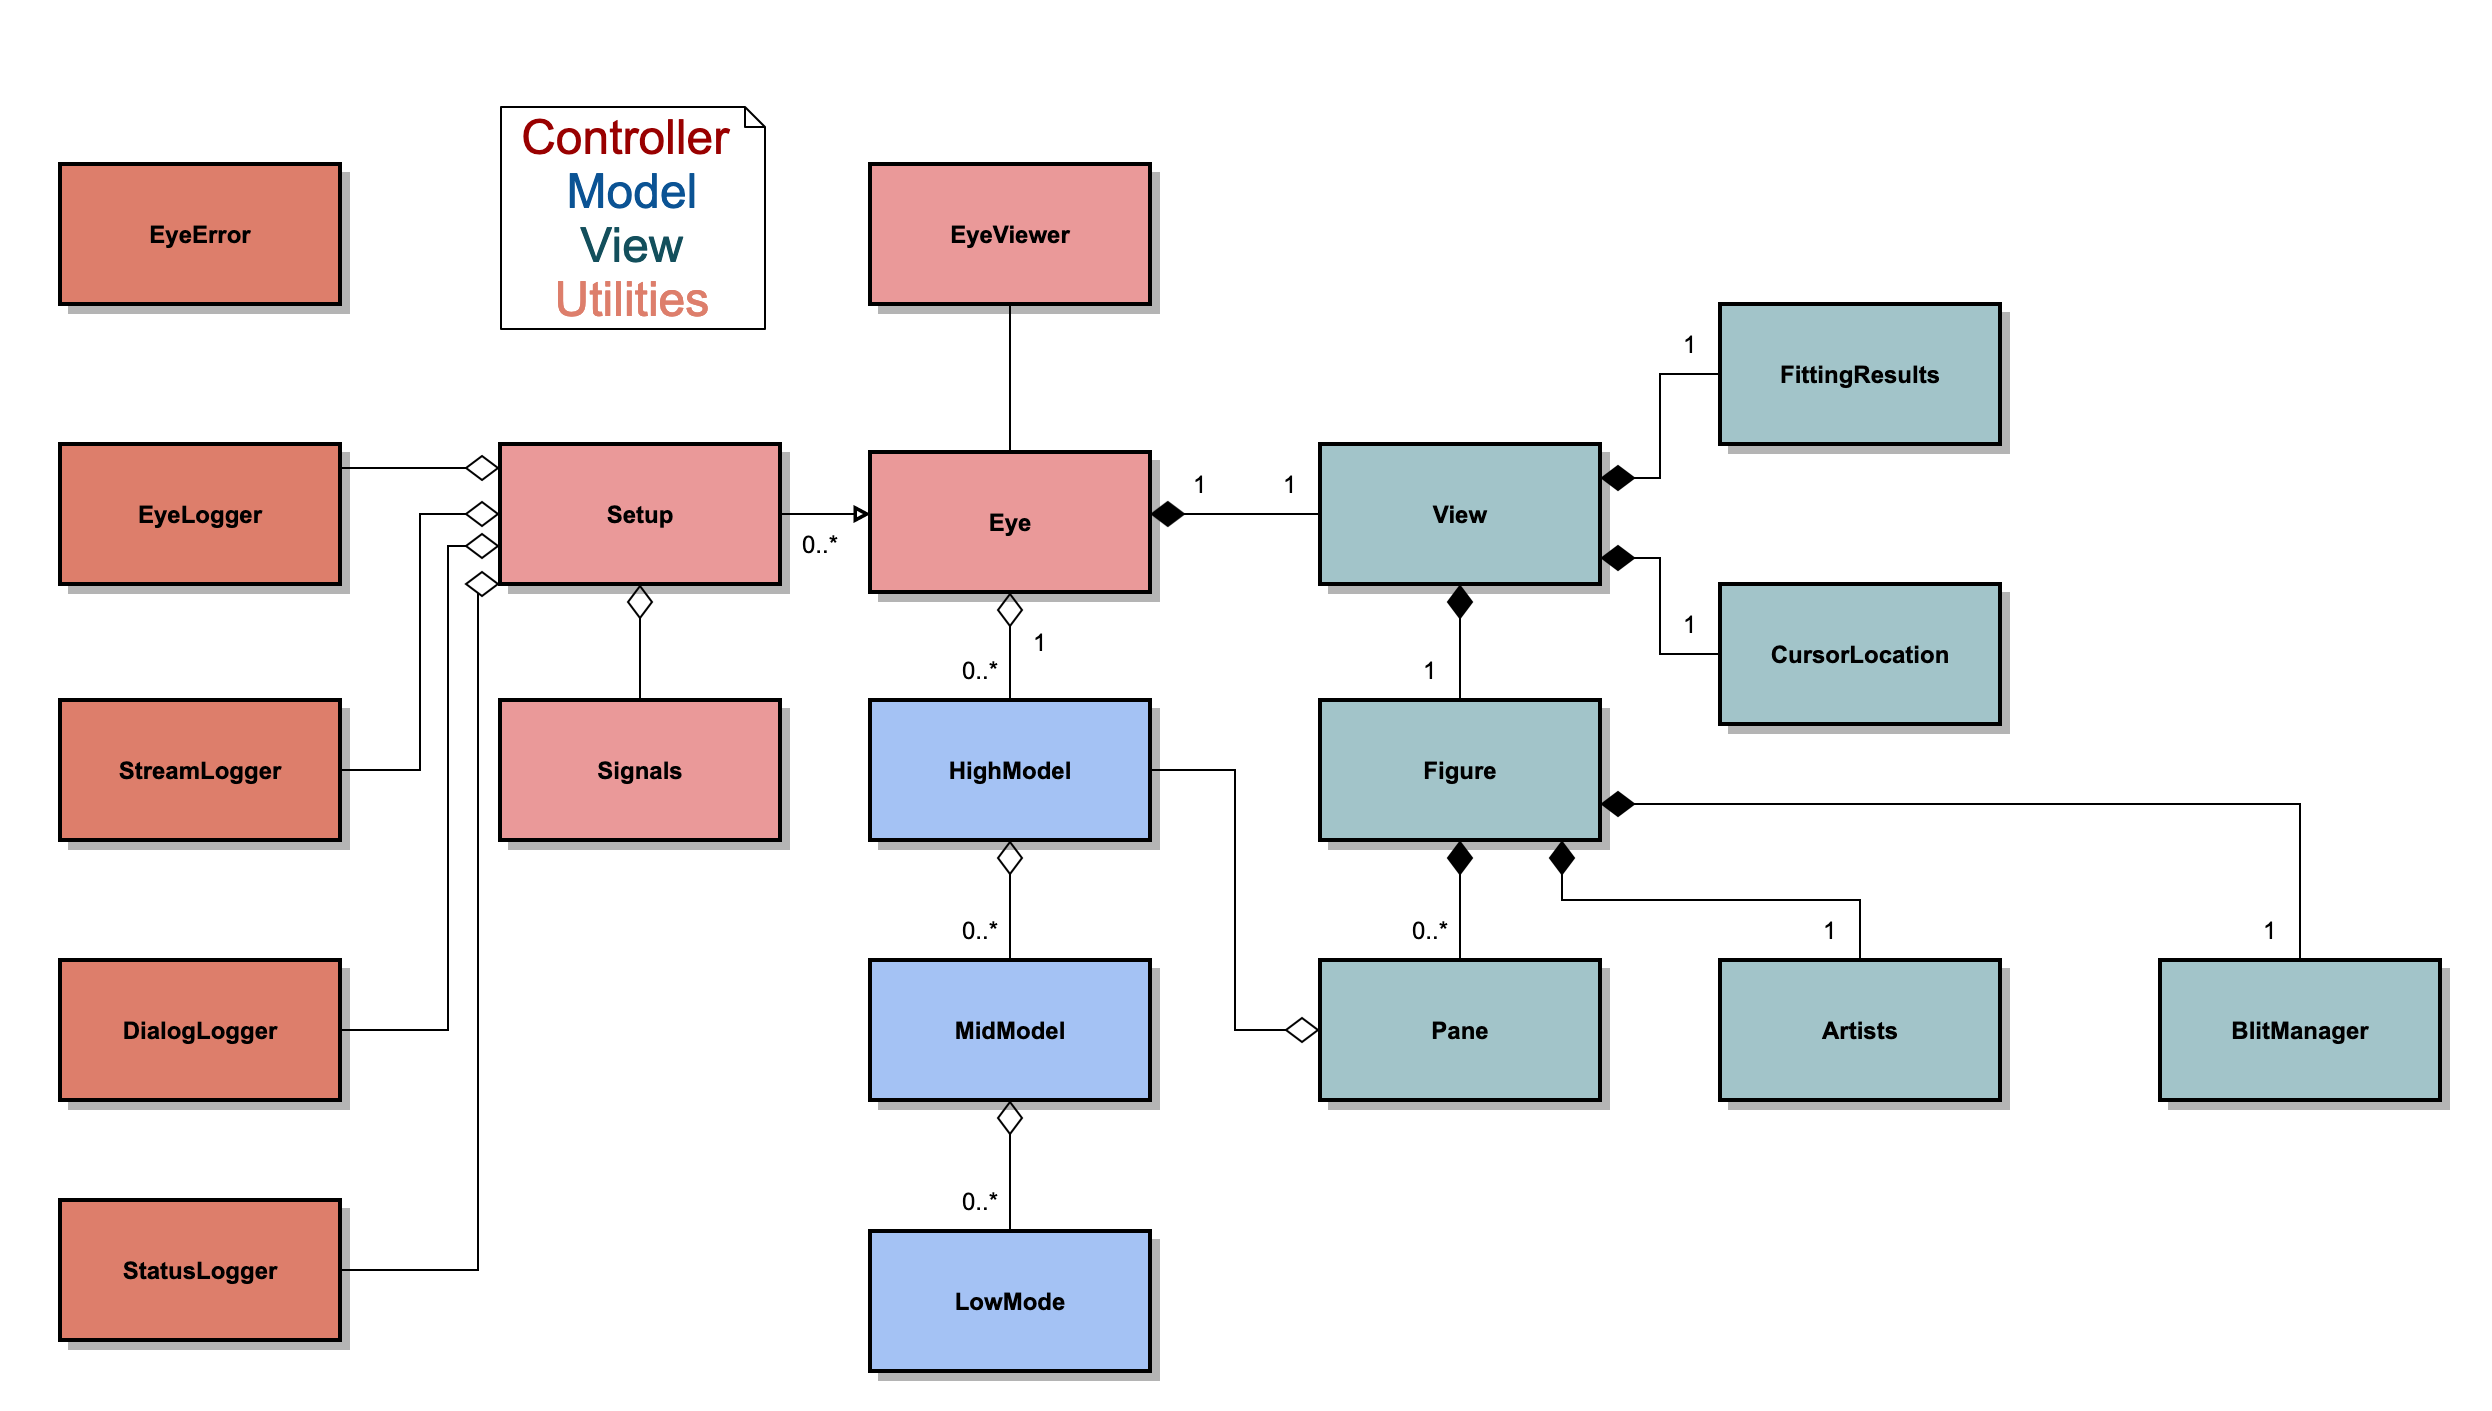 Controller
Model
View
Utilities
EyeError
EyeViewer
1
FittingResults
EyeLogger
Setup
0..*
Eye
1
1
View
1
CursorLocation
1
0..*
1
StreamLogger
Signals
HighModel
Figure
0..*
0..*
1
1
DialogLogger
MidModel
Pane
Artists
BlitManager
0..*
StatusLogger
LowMode